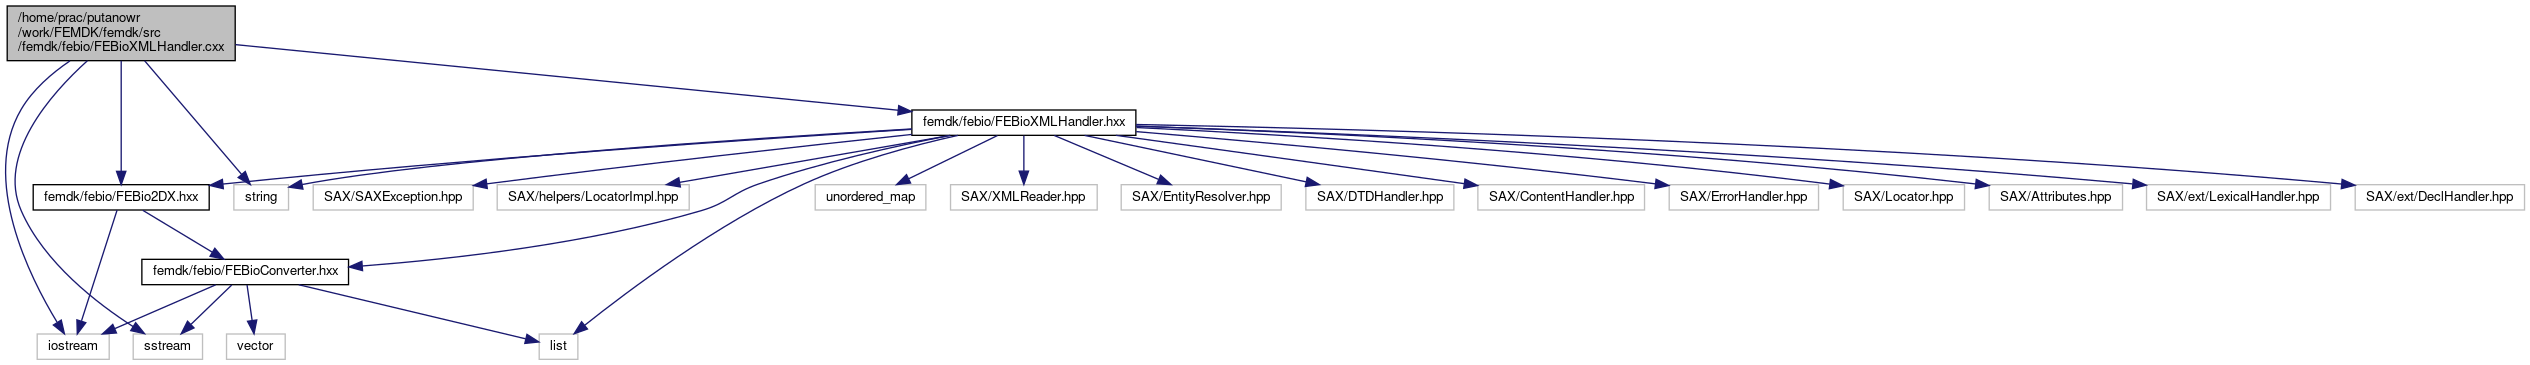 /home/prac/putanowr
/work/FEMDK/femdk/src
/femdk/febio/FEBioXMLHandler.cxx
femdk/febio/FEBioXMLHandler.hxx
femdk/febio/FEBio2DX.hxx
string
SAX/SAXException.hpp
SAX/helpers/LocatorImpl.hpp
unordered_map
SAX/XMLReader.hpp
SAX/EntityResolver.hpp
SAX/DTDHandler.hpp
SAX/ContentHandler.hpp
SAX/ErrorHandler.hpp
SAX/Locator.hpp
SAX/Attributes.hpp
SAX/ext/LexicalHandler.hpp
SAX/ext/DeclHandler.hpp
femdk/febio/FEBioConverter.hxx
iostream
sstream
vector
list